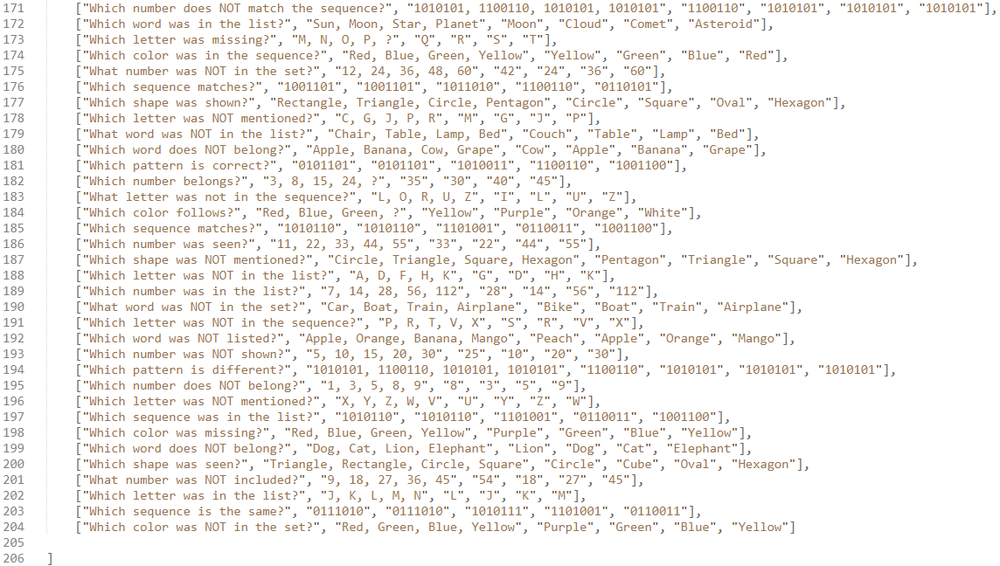 171 ["Which number does NOT match the sequence?", "1010101, 1100110, 1010101, 1010101", "1100110", "1010101", "1010101", "1010101"],
172 ["Which word was in the list?", "Sun, Moon, Star, Planet", "Moon", "Cloud", "Comet", "Asteroid"],
173 ["Which letter was missing?", "M, N, O, P, ?", "Q", "R", "S", "T"],
174 ["Which color was in the sequence?", "Red, Blue, Green, Yellow", "Yellow", "Green", "Blue", "Red"],
175 ["What number was NOT in the set?", "12, 24, 36, 48, 60", "42", "24", "36", "60"],
176 ["Which sequence matches?", "1001101", "1001101", "1011010", "1100110", "0110101"],
177 ["Which shape was shown?", "Rectangle, Triangle, Circle, Pentagon", "Circle", "Square", "Oval", "Hexagon"],
178 ["Which letter was NOT mentioned?", "C, G, J, P, R", "M", "G", "J", "P"],
179 ["What word was NOT in the list?", "Chair, Table, Lamp, Bed", "Couch", "Table", "Lamp", "Bed"],
180 ["Which word does NOT belong?", "Apple, Banana, Cow, Grape", "Cow", "Apple", "Banana", "Grape"],
181 ["Which pattern is correct?", "0101101", "0101101", "1010011", "1100110", "1001100"],
182 ["Which number belongs?", "3, 8, 15, 24, ?", "35", "30", "40", "45"],
183 ["What letter was not in the sequence?", "L, O, R, U, Z", "I", "L", "U", "Z"],
184 ["Which color follows?", "Red, Blue, Green, ?", "Yellow", "Purple", "Orange", "White"],
185 ["Which sequence matches?", "1010110", "1010110", "1101001", "0110011", "1001100"],
186 ["Which number was seen?", "11, 22, 33, 44, 55", "33", "22", "44", "55"],
187 ["Which shape was NOT mentioned?", "Circle, Triangle, Square, Hexagon", "Pentagon", "Triangle", "Square", "Hexagon"],
188 ["Which letter was NOT in the list?", "A, D, F, H, K", "G", "D", "H", "K"],
189 ["Which number was in the list?", "7, 14, 28, 56, 112", "28", "14", "56", "112"],
190 ["What word was NOT in the set?", "Car, Boat, Train, Airplane", "Bike", "Boat", "Train", "Airplane"],
191 ["Which letter was NOT in the sequence?", "P, R, T, V, X", "S", "R", "V", "X"],
192 ["Which word was NOT listed?", "Apple, Orange, Banana, Mango", "Peach", "Apple", "Orange", "Mango"],
193 ["Which number was NOT shown?", "5, 10, 15, 20, 30", "25", "10", "20", "30"],
194 ["Which pattern is different?", "1010101, 1100110, 1010101, 1010101", "1100110", "1010101", "1010101", "1010101"],
195 ["Which number does NOT belong?", "1, 3, 5, 8, 9", "8", "3", "5", "9"],
196 ["Which letter was NOT mentioned?", "X, Y, Z, W, V", "U", "Y", "Z", "W"],
197 ["Which sequence was in the list?", "1010110", "1010110", "1101001", "0110011", "1001100"],
198 ["Which color was missing?", "Red, Blue, Green, Yellow", "Purple", "Green", "Blue", "Yellow"],
199 ["Which word does NOT belong?", "Dog, Cat, Lion, Elephant", "Lion", "Dog", "Cat", "Elephant"],
200 ["Which shape was seen?", "Triangle, Rectangle, Circle, Square", "Circle", "Cube", "Oval", "Hexagon"],
201 ["What number was NOT included?", "9, 18, 27, 36, 45", "54", "18", "27", "45"],
202 ["Which letter was in the list?", "J, K, L, M, N", "L", "J", "K", "M"],
203 ["Which sequence is the same?", "0111010", "0111010", "1010111", "1101001", "0110011"],
204 ["Which color was NOT in the set?", "Red, Green, Blue, Yellow", "Purple", "Green", "Blue", "Yellow"]
205
206 ]